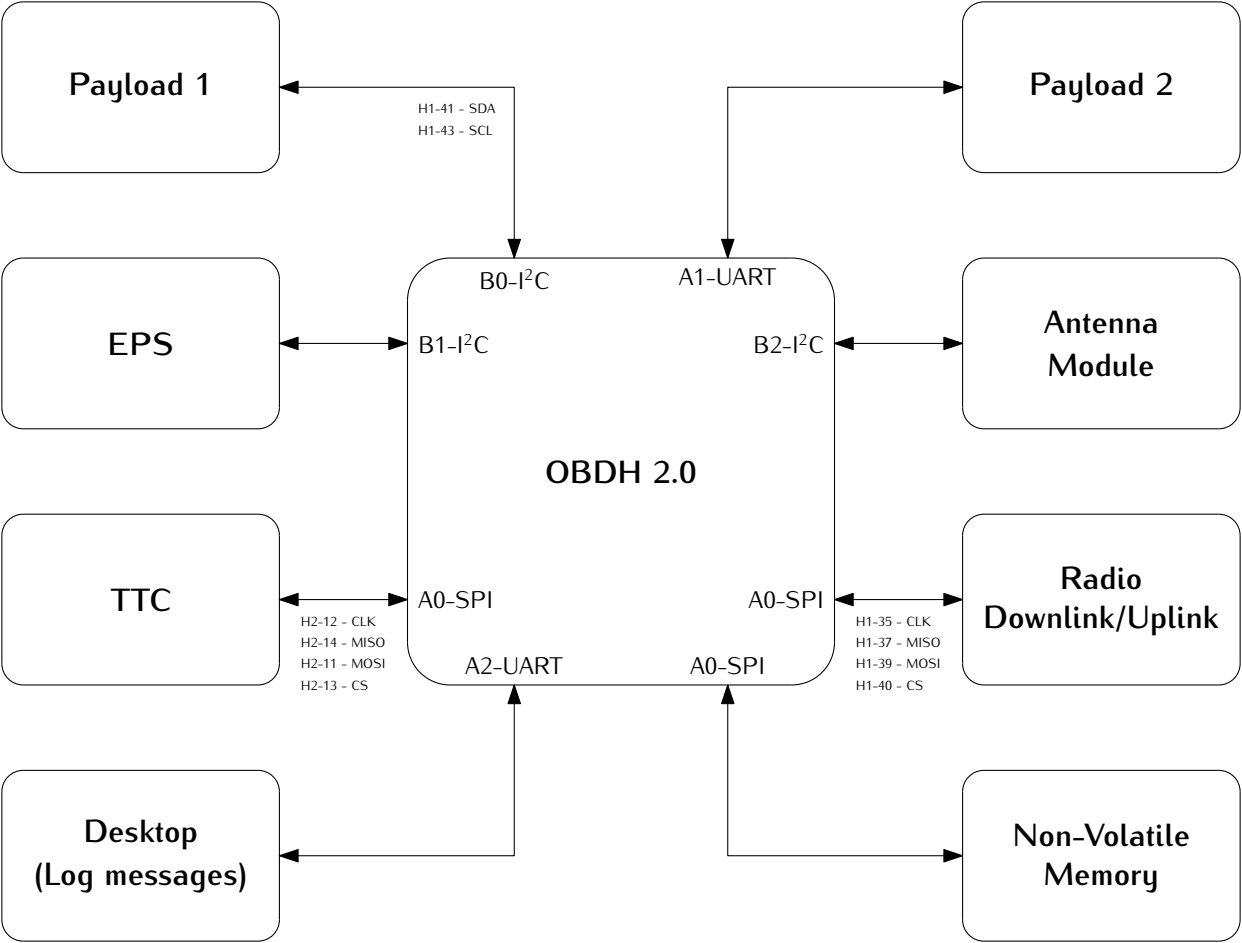 Payload 1
H1-41 - SDA
H1-43 - SCL
Payload 2
B0-I²C
A1-UART
EPS
B1-I²C
B2-I²C
Antenna
Module
OBDH 2.0
TTC
H2-12 - CLK
H2-14 - MISO
H2-11 - MOSI
H2-13 - CS
A0-SPI
A0-SPI
H1-35 - CLK
H1-37 - MISO
H1-39 - MOSI
H1-40 - CS
Radio
Downlink/Uplink
A2-UART
A0-SPI
Desktop
(Log messages)
Non-Volatile
Memory